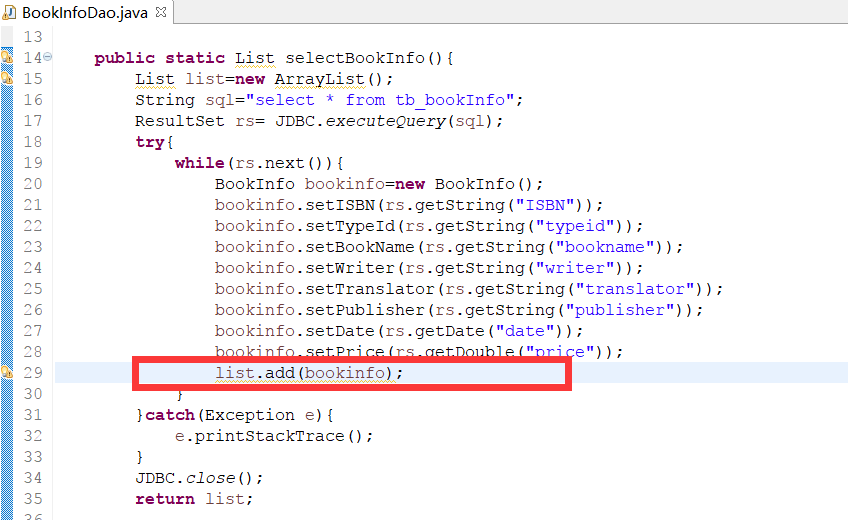 BookInfoDao.java
13
14 public static List selectBookInfo(){
15 List list=new ArrayList();
16 String sql="select * from tb_bookInfo";
17 ResultSet rs= JDBC.executeQuery(sql);
18 try{
19 while(rs.next()){
20 BookInfo bookinfo=new BookInfo();
21 bookinfo.setISBN(rs.getString("ISBN"));
22 bookinfo.setTypeId(rs.getString("typeid"));
23 bookinfo.setBookName(rs.getString("bookname"));
24 bookinfo.setWriter(rs.getString("writer"));
25 bookinfo.setTranslator(rs.getString("translator"));
26 bookinfo.setPublisher(rs.getString("publisher"));
27 bookinfo.setDate(rs.getDate("date"));
28 bookinfo.setPrice(rs.getDouble("price"));
29 list.add(bookinfo);
30 }
31 }catch(Exception e){
32 e.printStackTrace();
33 }
34 JDBC.close();
35 return list;
36